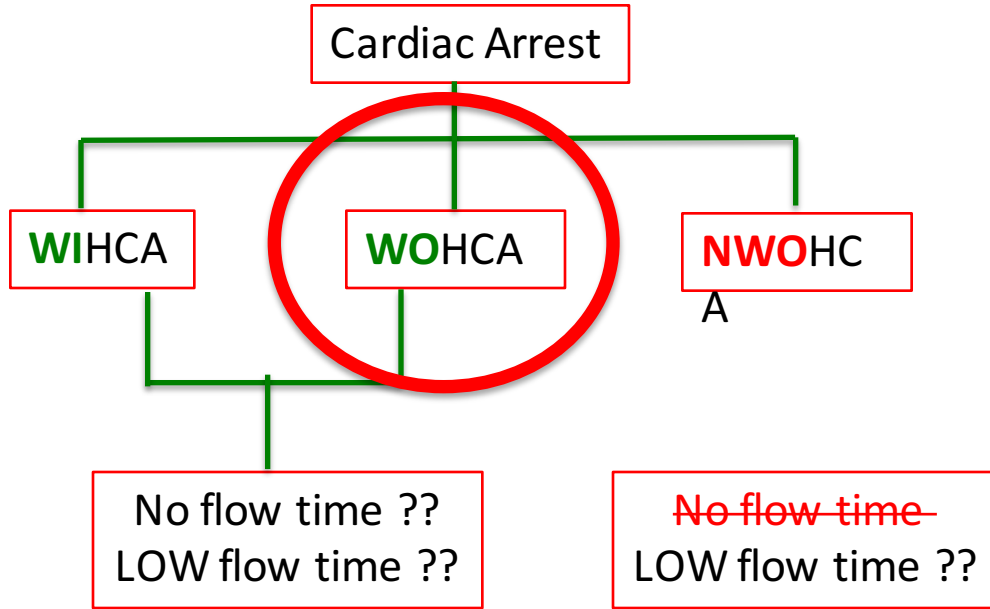 Cardiac Arrest
WIHCA
WOHCA
NWOHC
A
No flow time ??
LOW flow time ??
No flow time
LOW flow time ??